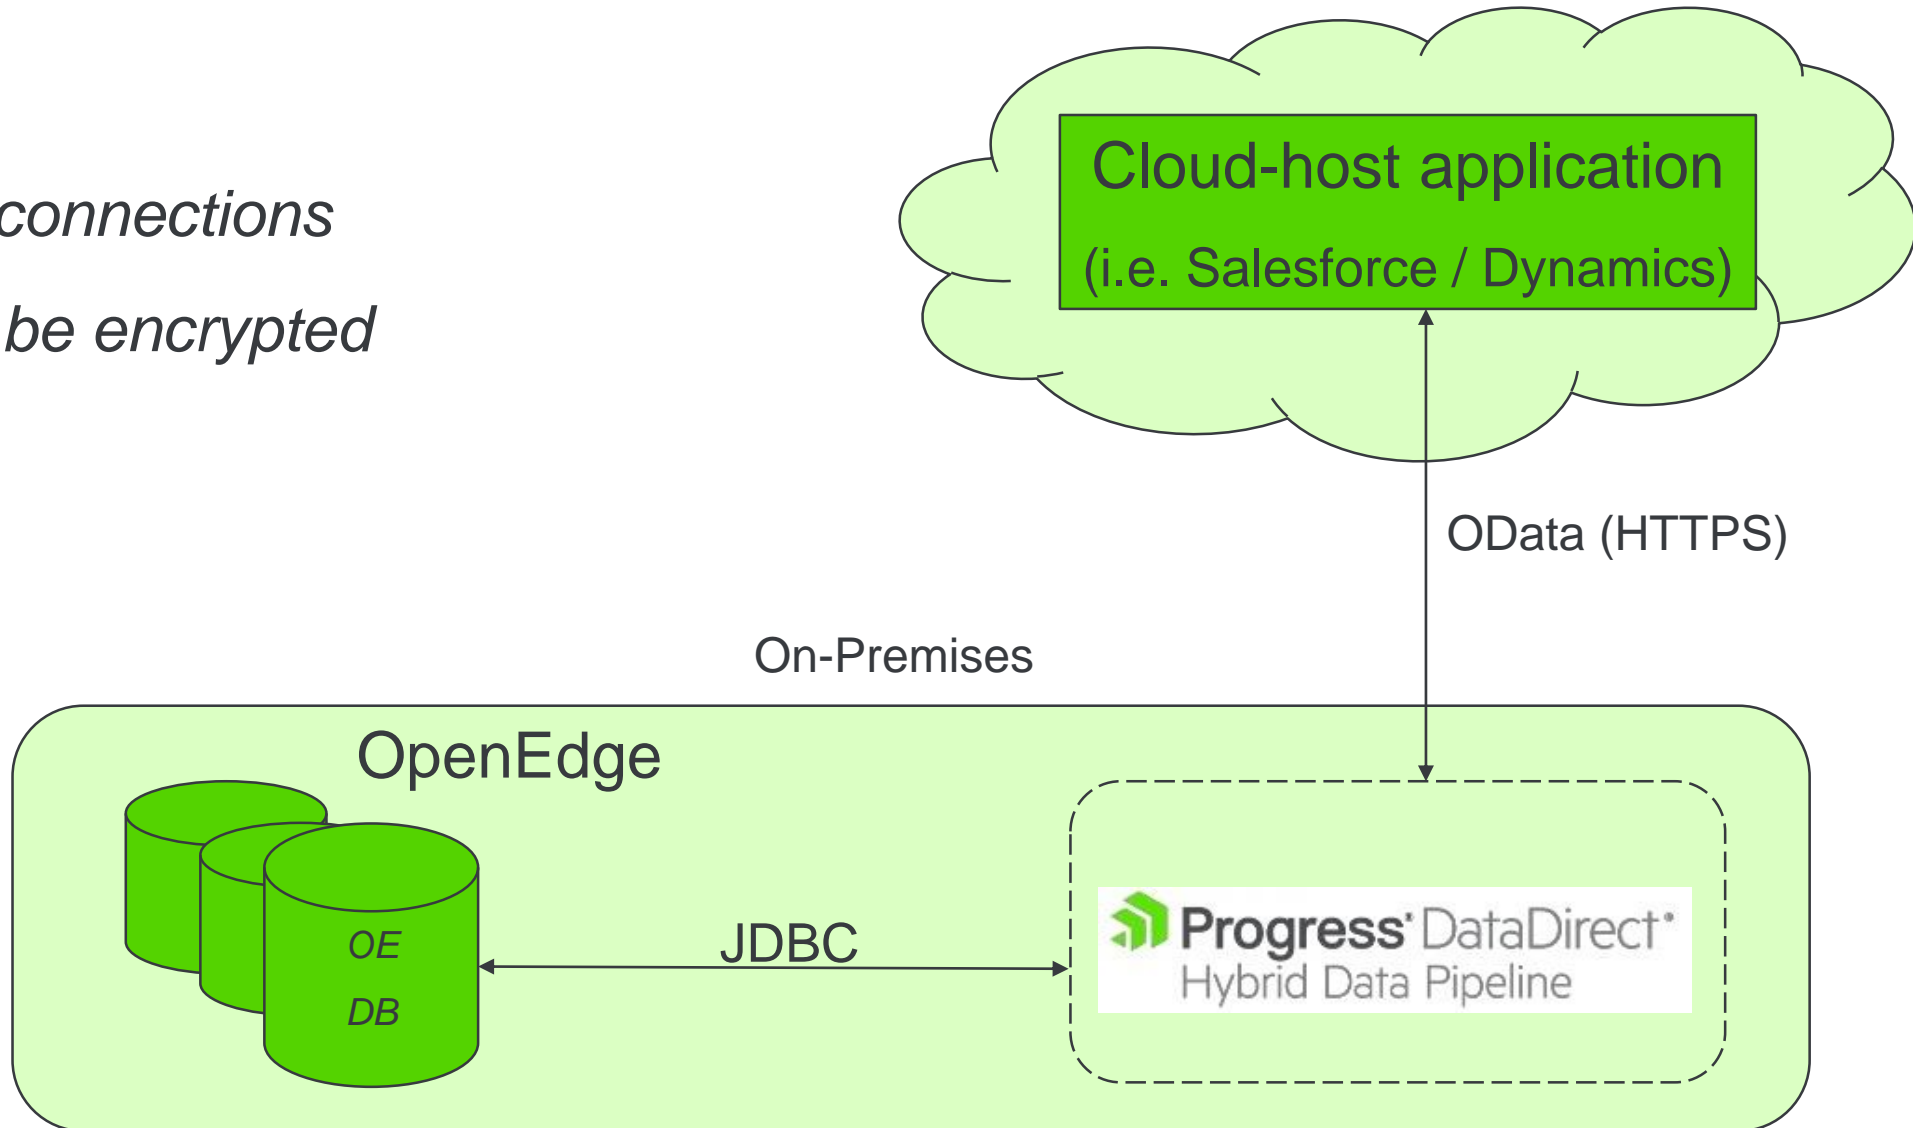 connections
be encrypted
Cloud-host application
(i.e. Salesforce / Dynamics)
OData (HTTPS)
On-Premises
OpenEdge
OE
DB
JDBC
Progress DataDirect
Hybrid Data Pipeline